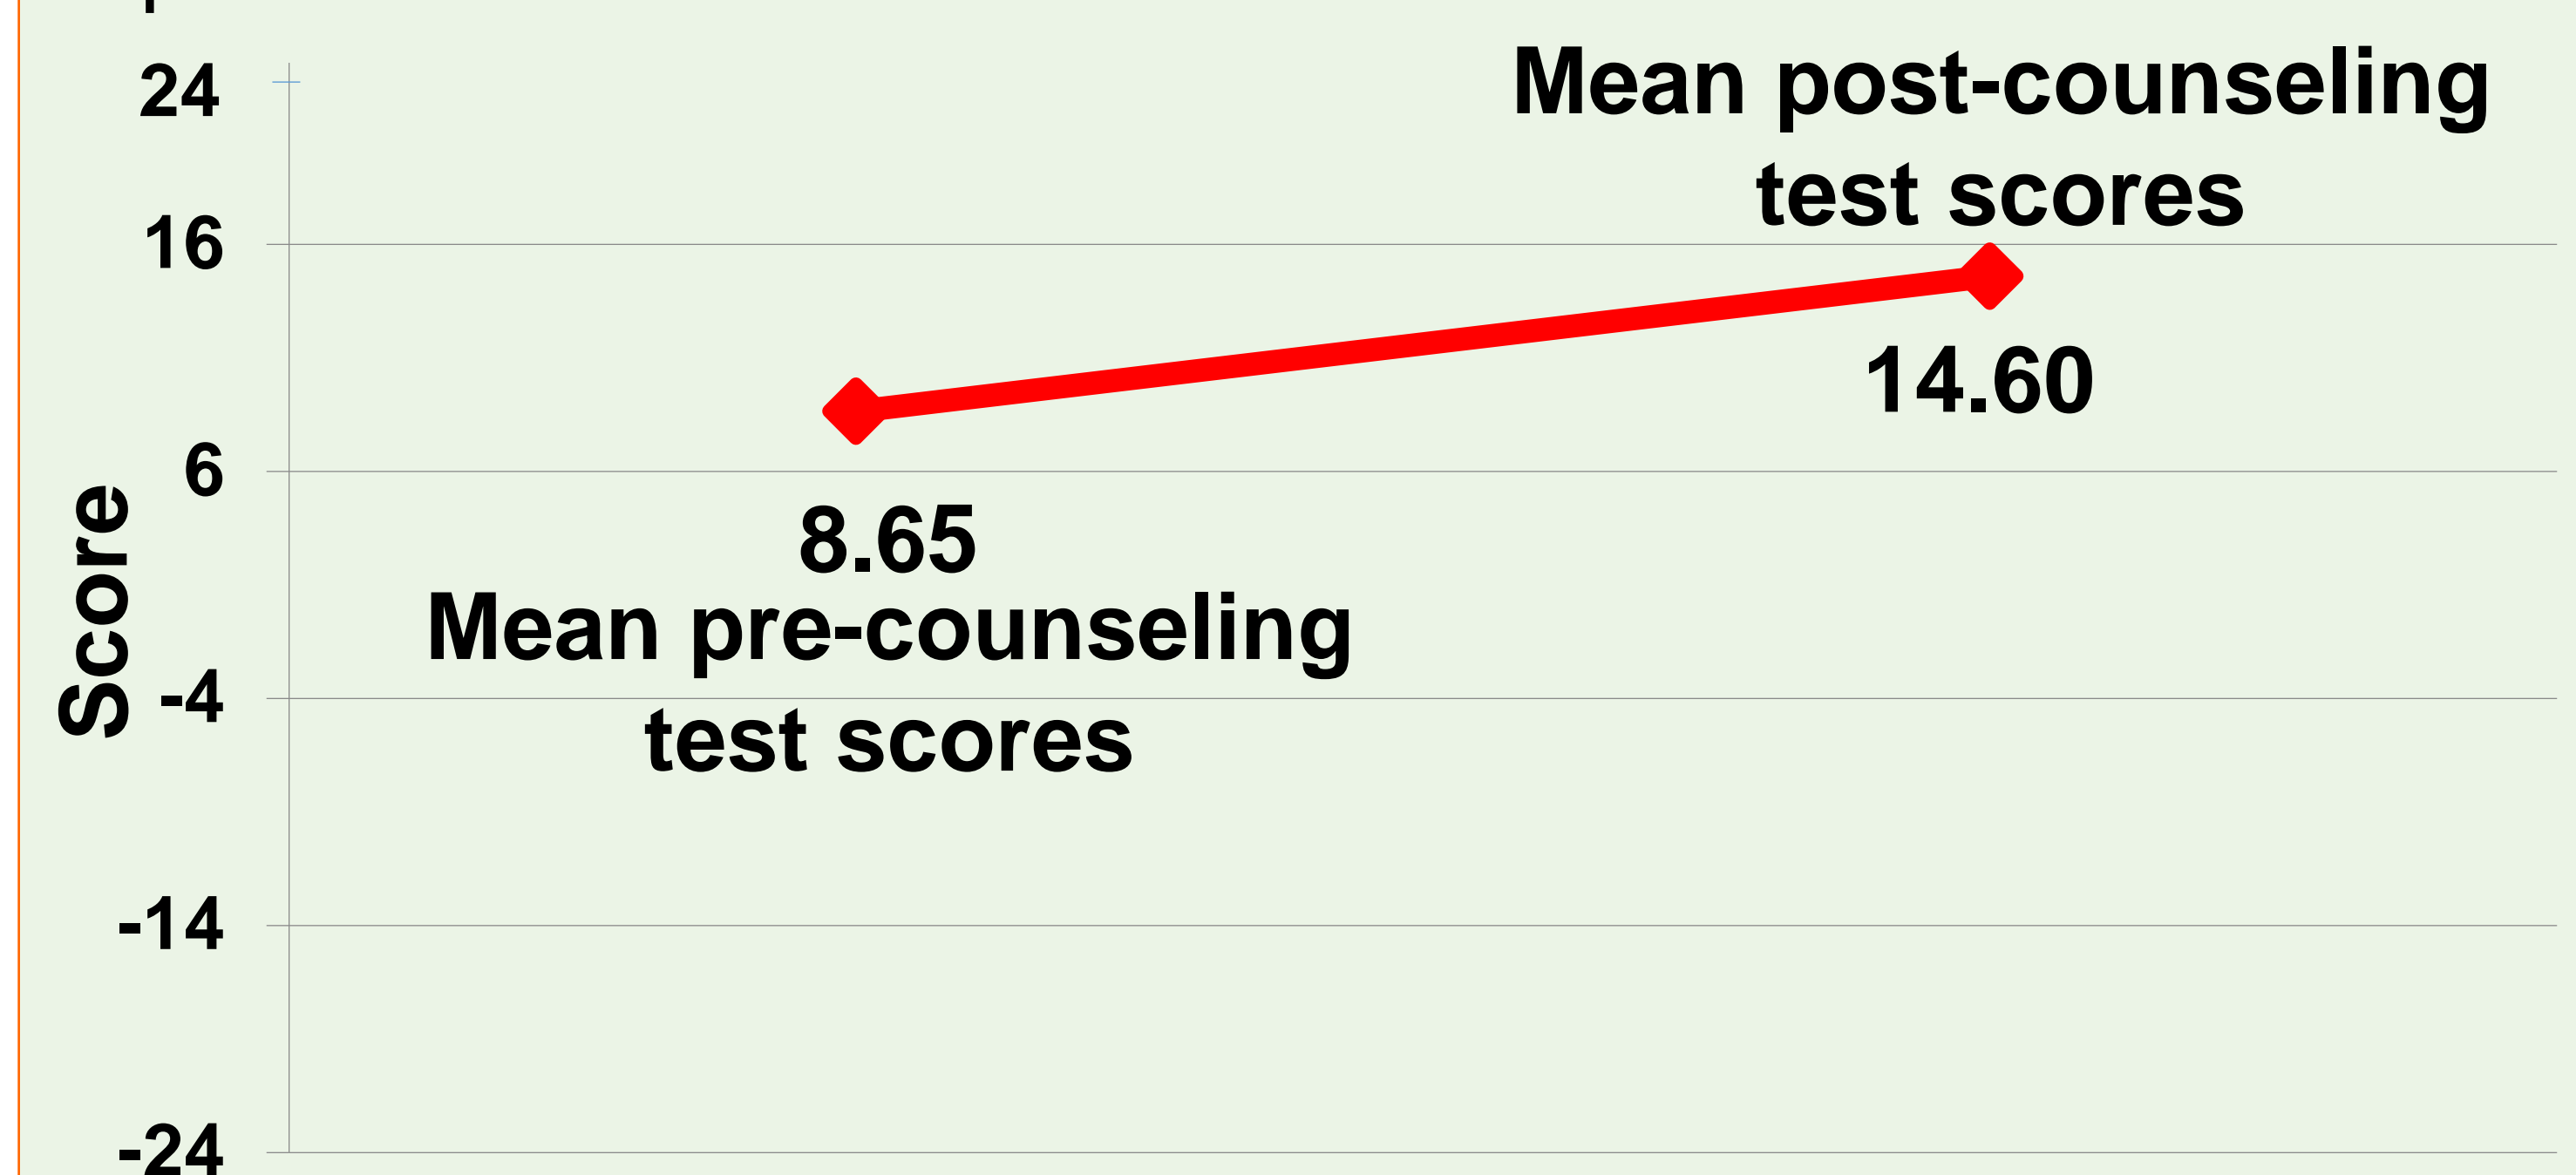 24
Mean post-counseling
test scores
16
14.60
6
8.65
Score
Mean pre-counseling
-4
test scores
-14
-24